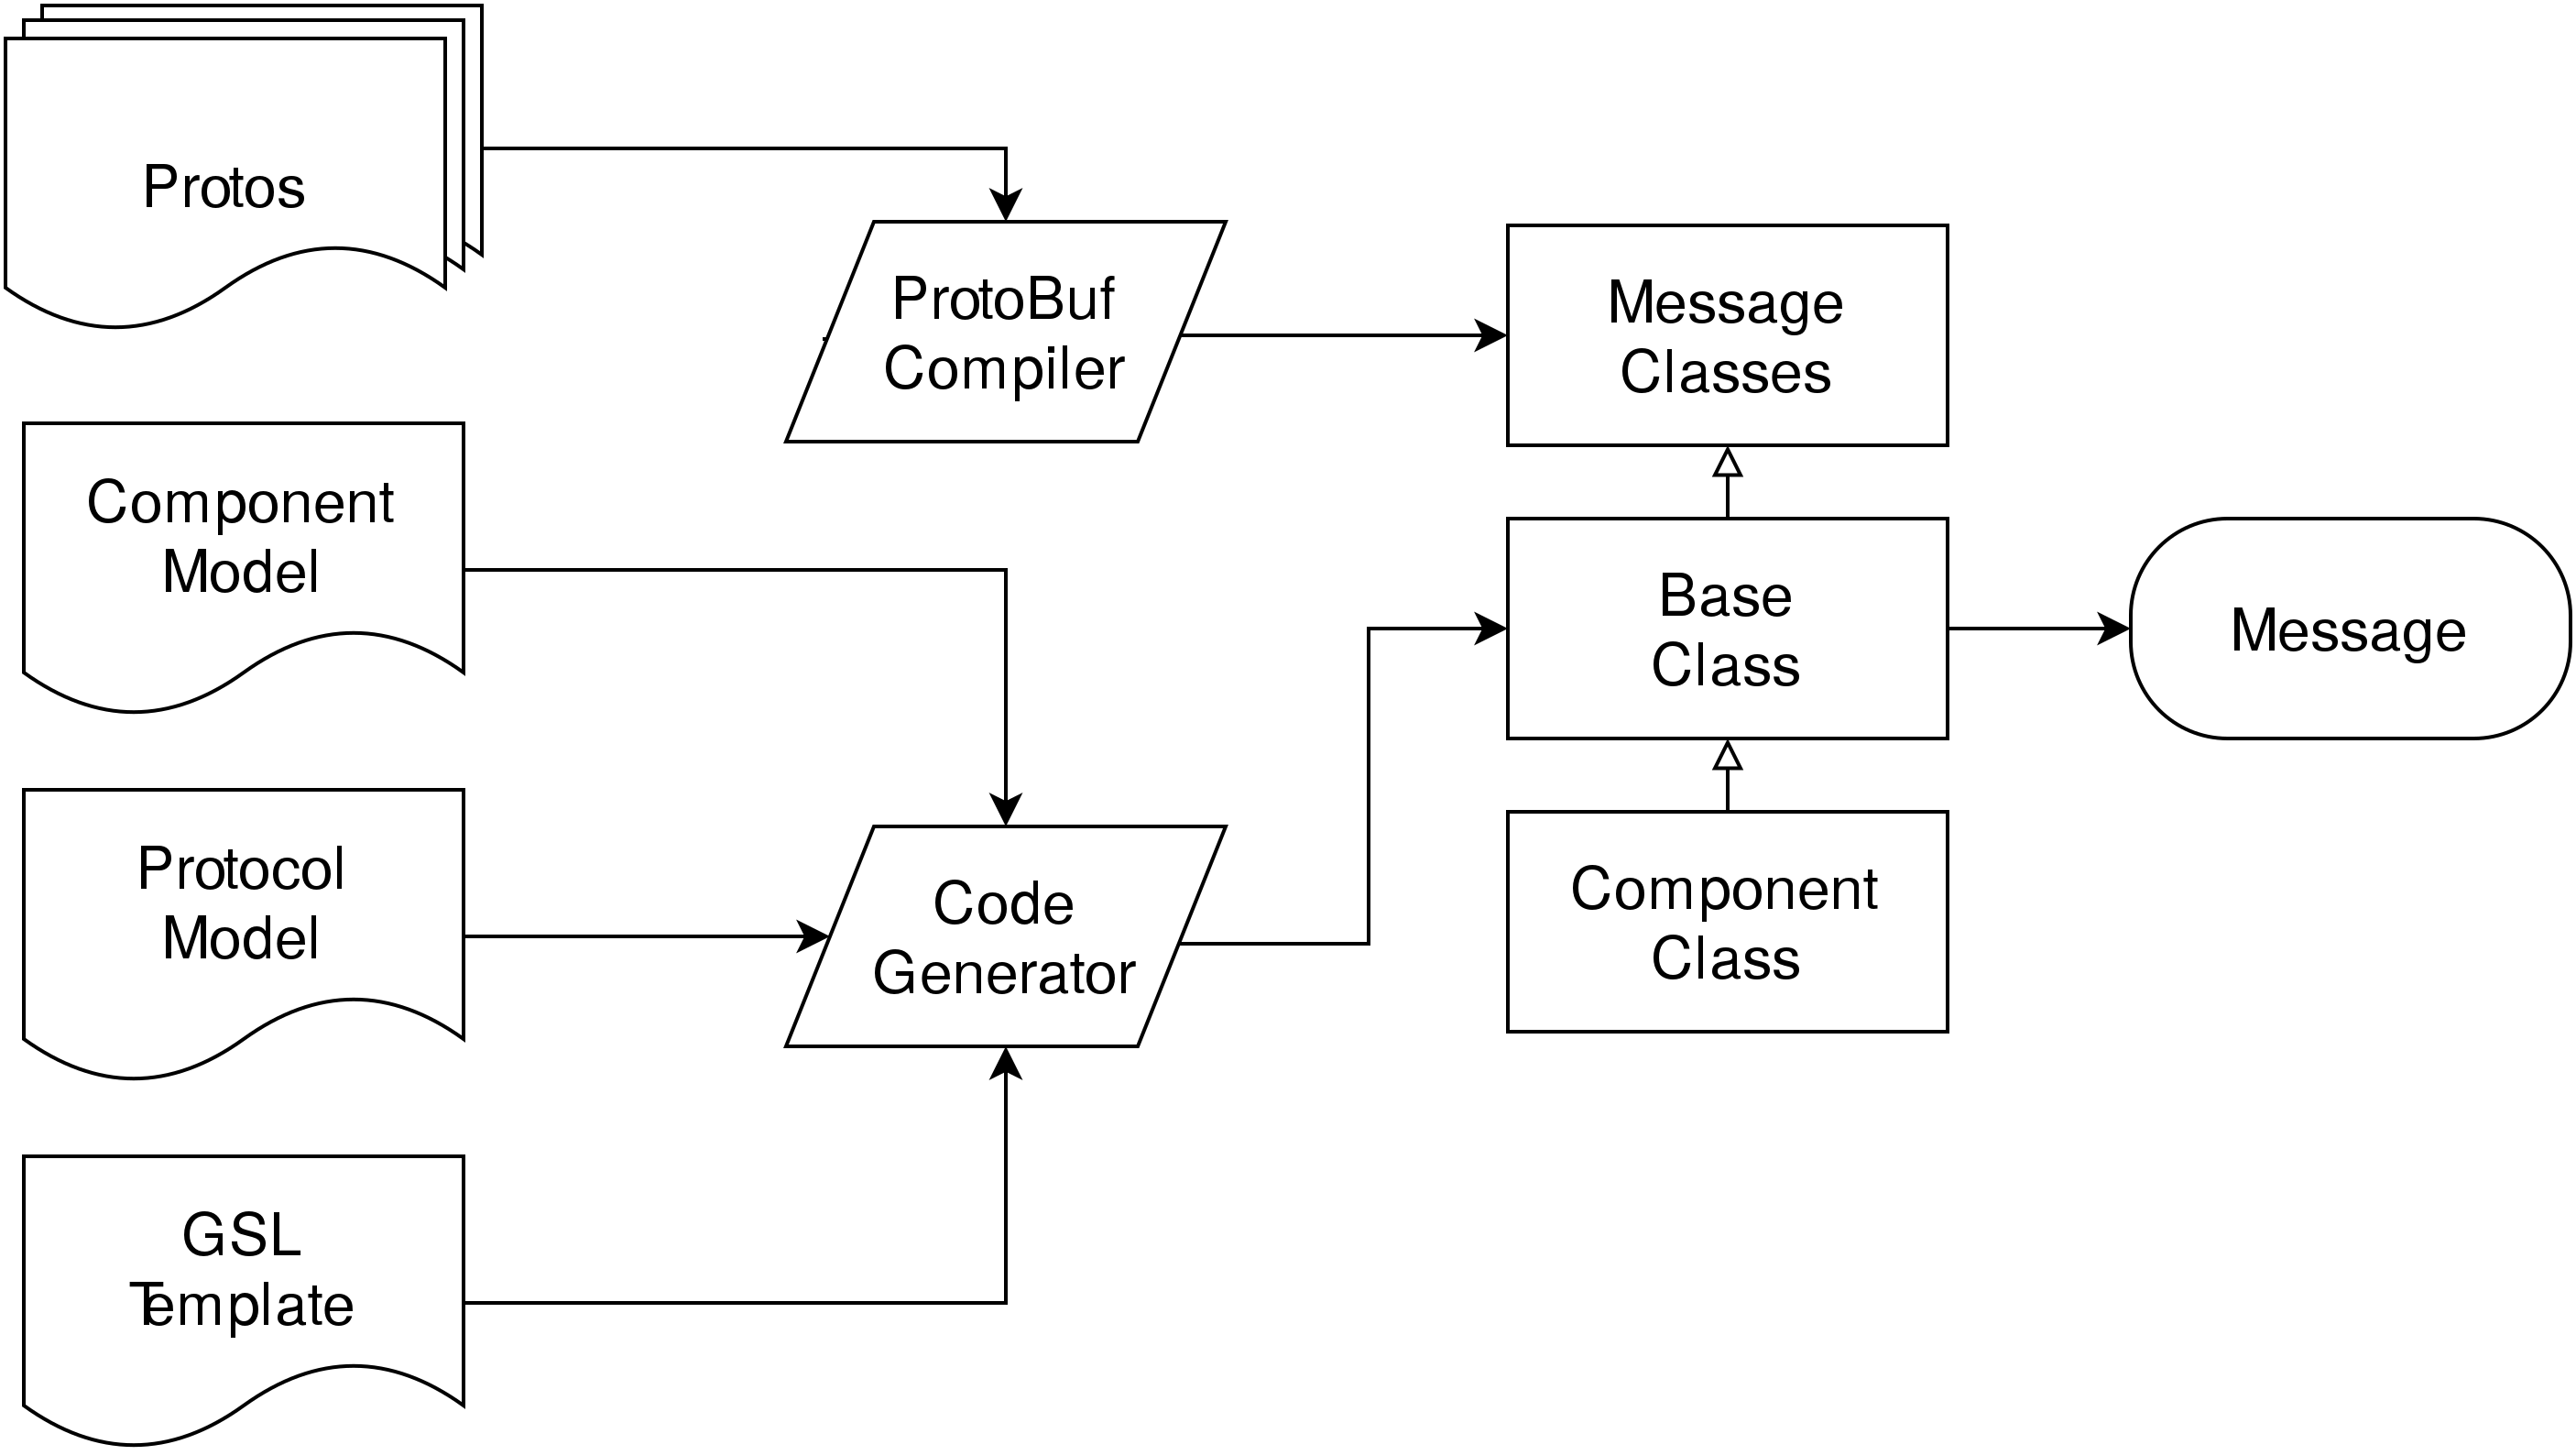 Protos
ProtoBuf
Compiler
Message
Classes
Component
Model
Base
Class
Message
Protocol
Model
Code
Generator
Component
Class
GSL
Template